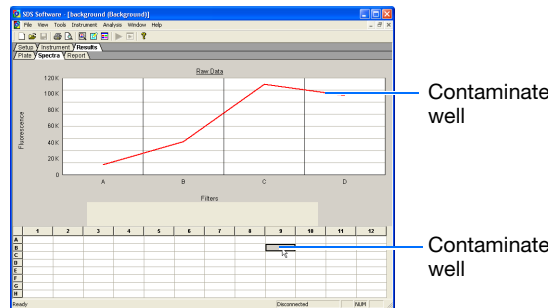 SDS Software - [background (Background)]
File View Tools Instrument Analysis Window Help
Setup Instrument Results
Plate Spectra Report
Raw Data
120K
100K
80K
60K
40K
20K
0
Fluorescence
A B C D
Filters
Contaminate
well
1 2 3 4 5 6 7 8 9 10 11 12
A
B
C
D
E
F
G
H
Contaminate
well
Ready Disconnected NUM